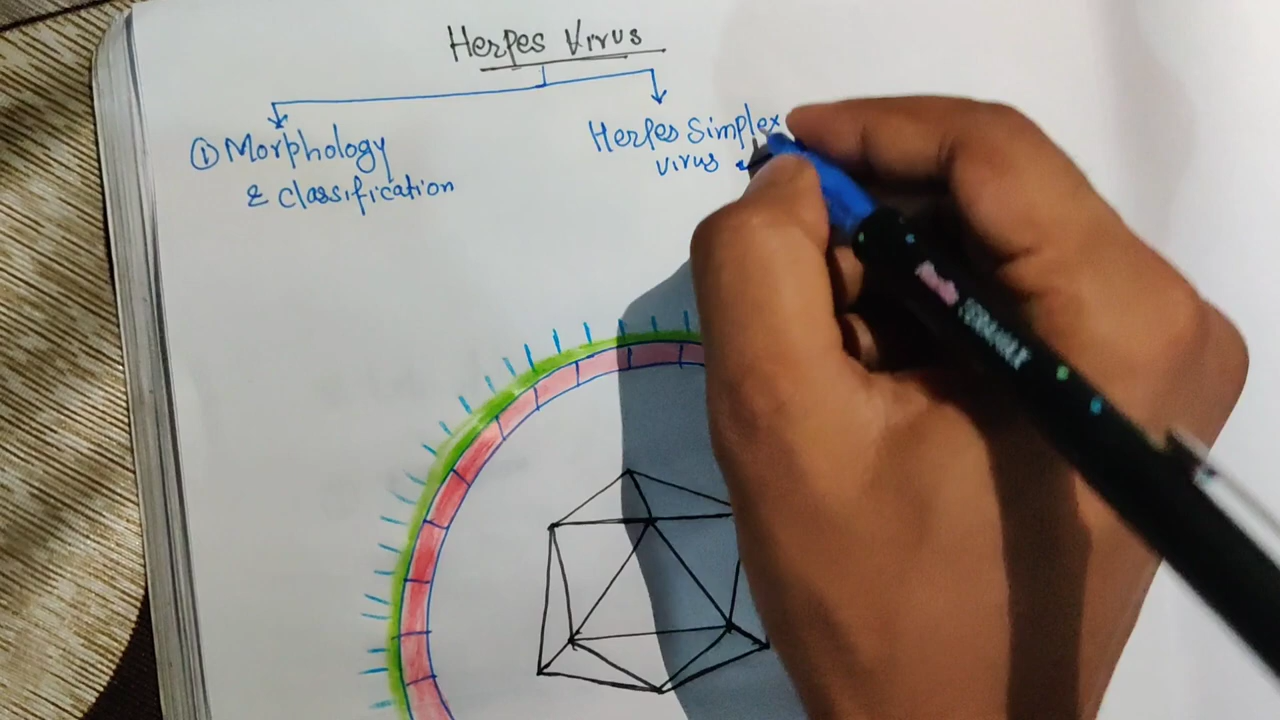 Herpes Virus
① Morphology
& classification
Herpes Simplex
virus